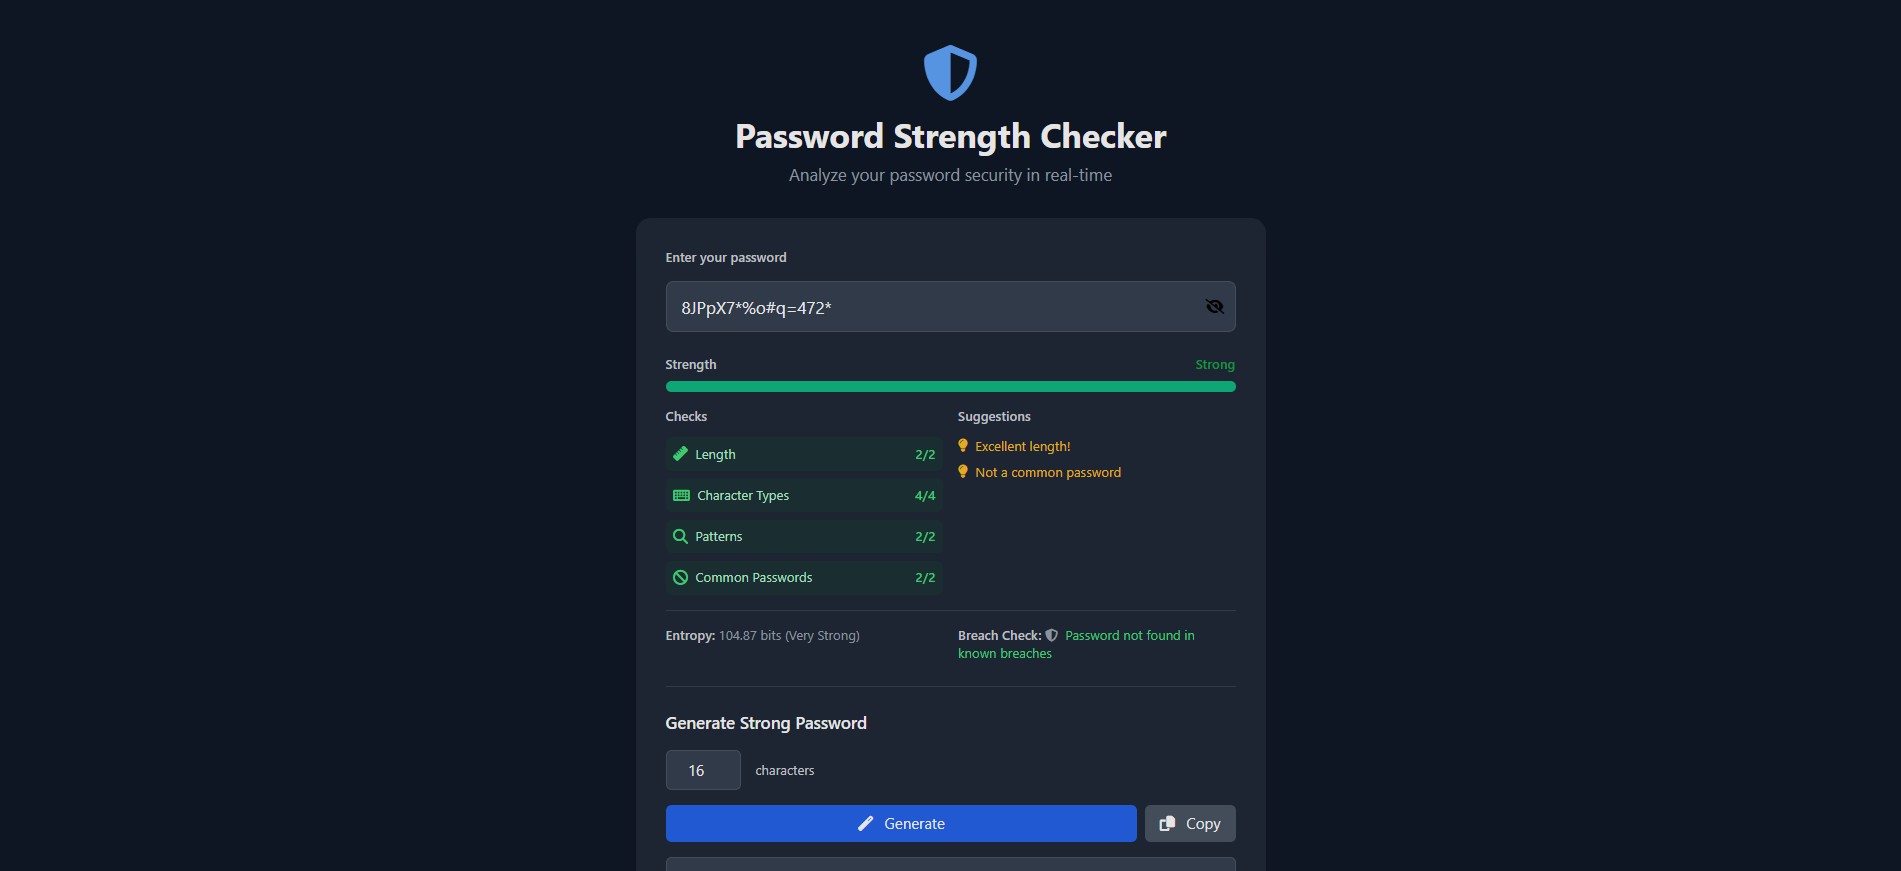 Password Strength Checker
Analyze your password security in real-time
Enter your password
8JPpX7*%o#q=472*
Strength
Strong
Checks
Length 2/2
Character Types 4/4
Patterns 2/2
Common Passwords 2/2
Suggestions
Excellent length!
Not a common password
Entropy: 104.87 bits (Very Strong)
Breach Check: Password not found in
known breaches
Generate Strong Password
16 characters
Generate
Copy